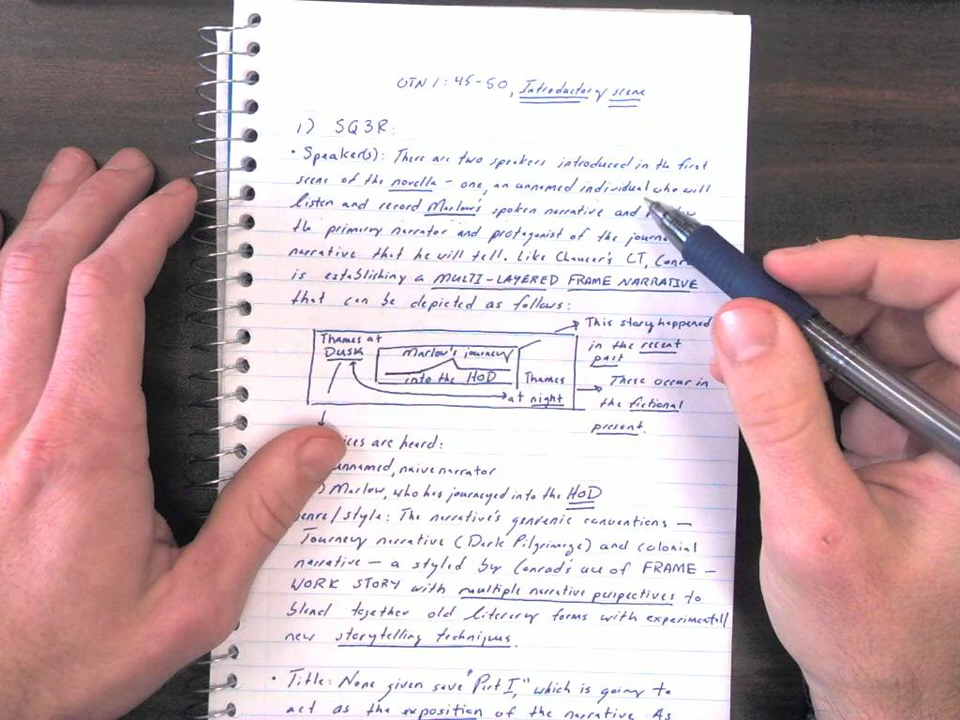 OTN 1: 45-50, Introductory scene
1) SQ3R:
• Speaker(s): There are two speakers introduced in th first
scene of the novella - one, an unnamed individual who will
listen and record Marlow's spoken narrative and
th primary narrator and protagonist of the
narrative that he will tell. Like Chaucer's CT,
is establishing a MULTI-LAYERED FRAME NARRATIVE
that can be depicted as follows:
Thames at
Dusk
Marlow's journey
into the HoD
Thames
at night
This story happened
in the recent
past
These occur in
the fictional
present.
are heard:
unnamed, naive narrator
Marlow, who has journeyed into the HoD
/style: The narrative's genrenic conventions —
Journey narrative (Dark Pilgrimage) and colonial
narrative — a styled by Conrad's use of FRAME –
WORK STORY with multiple narrative perspectives to
blend together old literary forms with experimental/
new storytelling techniques.
• Title: None given save "Part I," which is going to
act as the exposition of the narrative. As